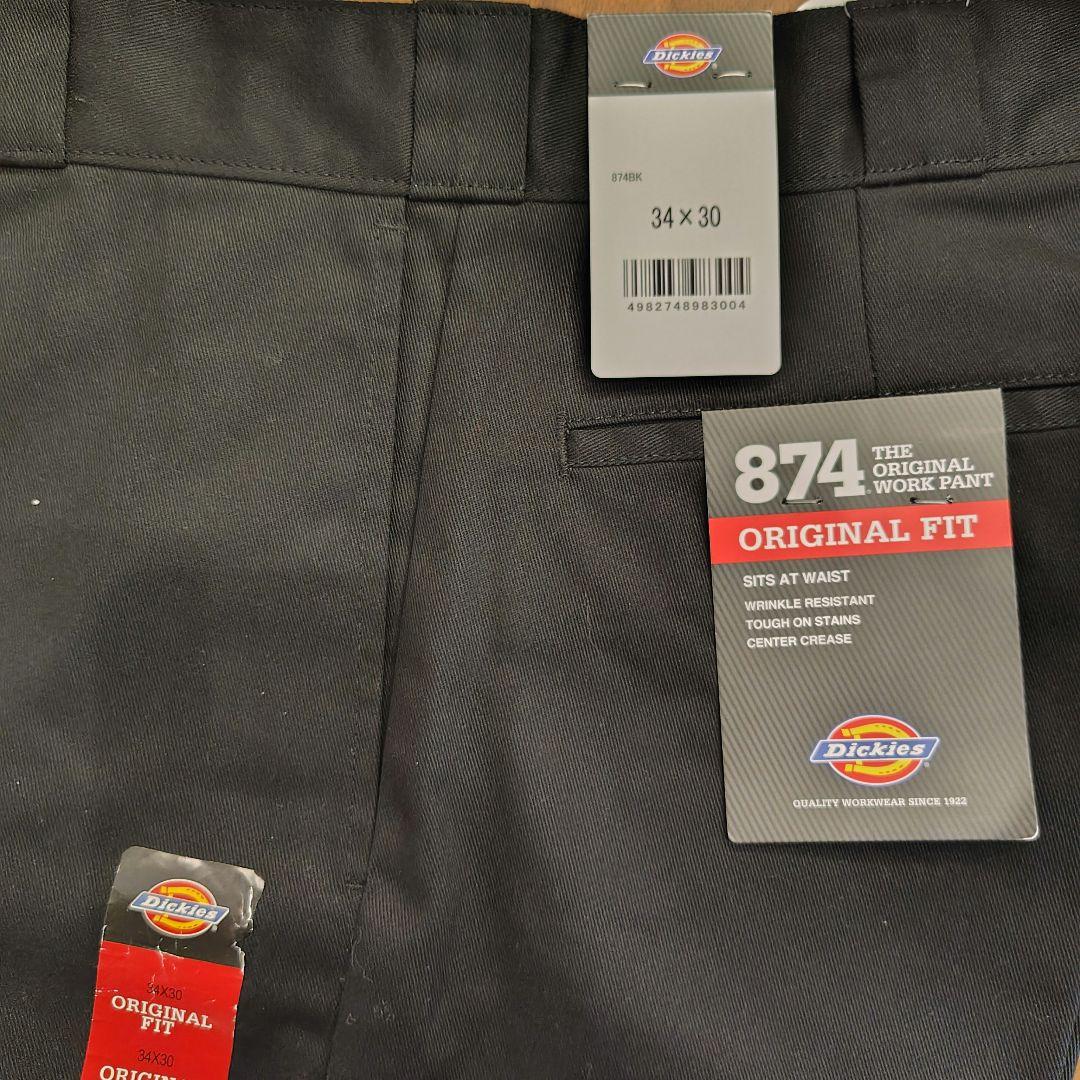 Dickies
874BK
34×30
4982748983004
874 THE ORIGINAL WORK PANT
ORIGINAL FIT
SITS AT WAIST
WRINKLE RESISTANT
TOUGH ON STAINS
CENTER CREASE
Dickies
QUALITY WORKWEAR SINCE 1922
Dickies
34X30
ORIGINAL
FIT
34X30